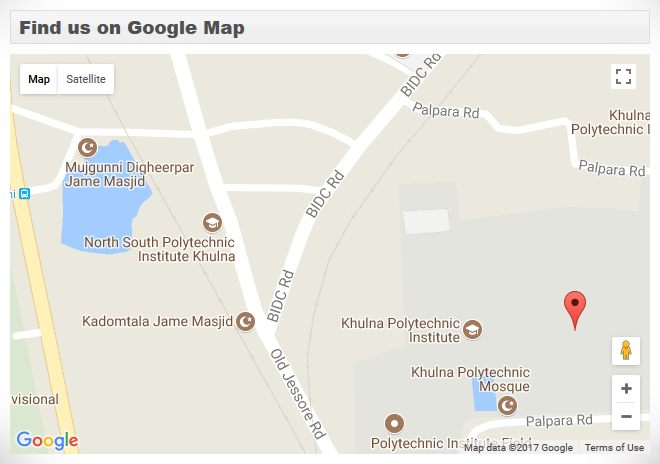 Find us on Google Map
Map
Satellite
BIDC Rd
Palpara Rd
Khulna
Polytechnic
Palpara Rd
Mujgunni Digheerpar
Jame Masjid
BIDC Rd
North South Polytechnic
Institute Khulna
BIDC Rd
Kadomtala Jame Masjid
Khulna Polytechnic
Institute
Old Jessore Rd
Khulna Polytechnic
Mosque
visional
Palpara Rd
Polytechnic Institute Field
Google
Map data ©2017 Google
Terms of Use